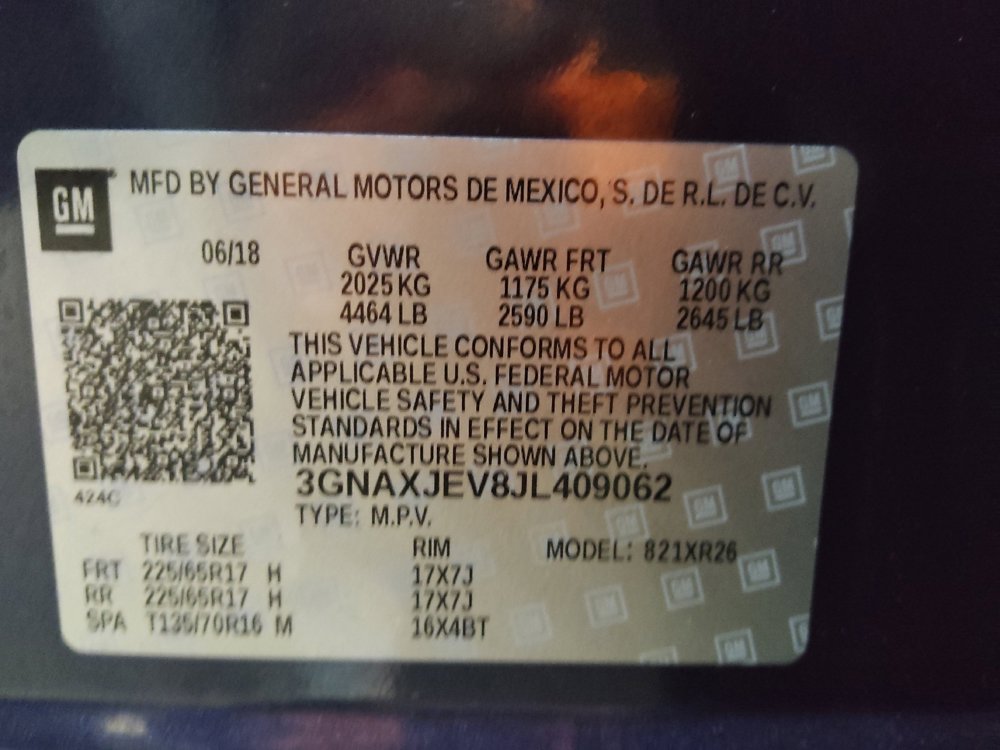 GM
MFD BY GENERAL MOTORS DE MEXICO, S. DE R.L. DE C.V.
06/18 GVWR GAWR FRT GAWR RR
2025 KG 1175 KG 1200 KG
4464 LB 2590 LB 2645 LB
THIS VEHICLE CONFORMS TO ALL
APPLICABLE U.S. FEDERAL MOTOR
VEHICLE SAFETY AND THEFT PREVENTION
STANDARDS IN EFFECT ON THE DATE OF
MANUFACTURE SHOWN ABOVE.
3GNAXJEV8JL409062
424C
TYPE: M.P.V.
TIRE SIZE RIM MODEL: 821XR26
FRT 225/65R17 H 17X7J
RR 225/65R17 H 17X7J
SPA T135/70R16 M 16X4BT